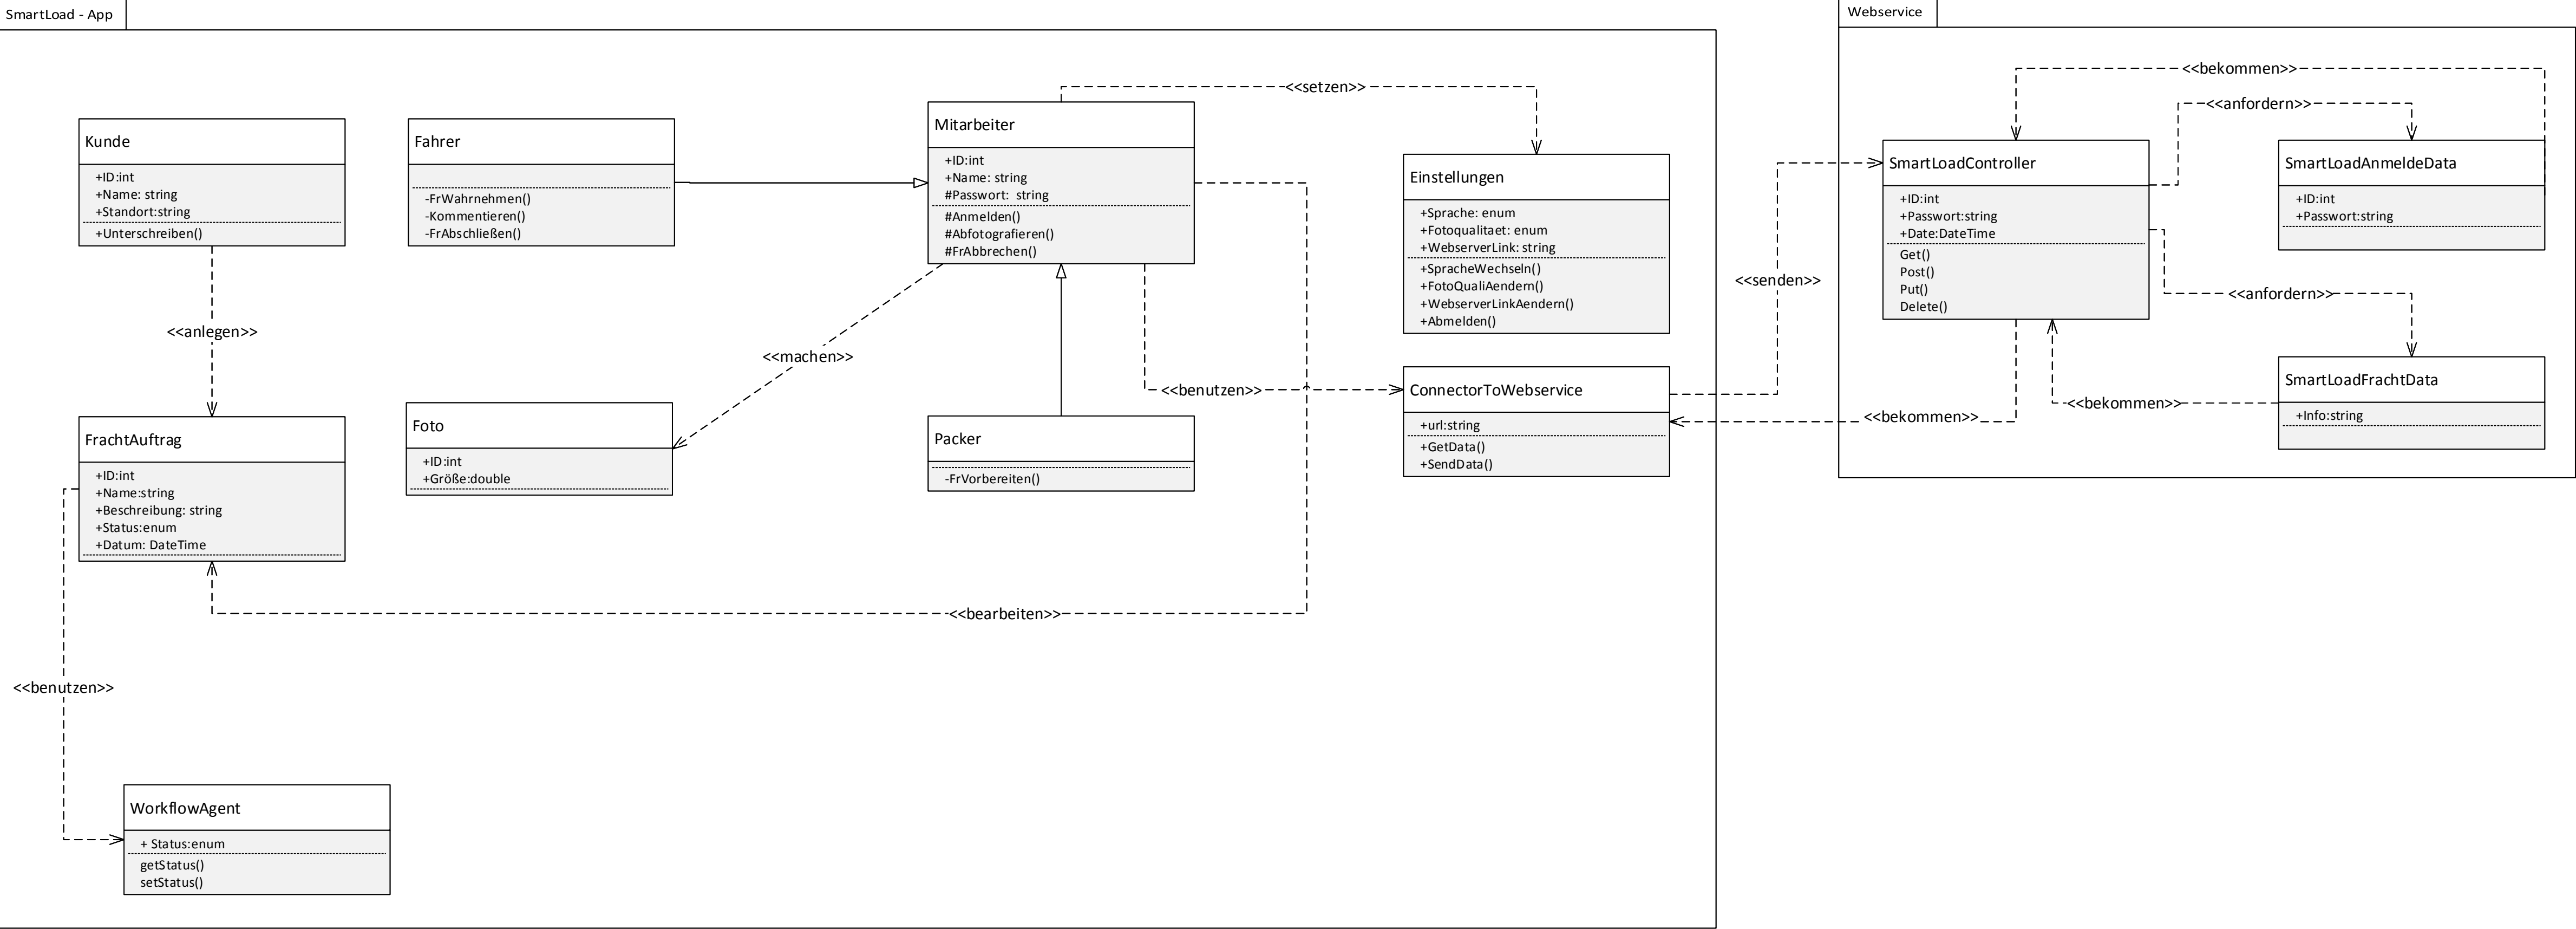 SmartLoad - App
Kunde
+ID:int
+Name: string
+Standort:string
+Unterschreiben()
Fahrer
-FrWahrnehmen()
-Kommentieren()
-FrAbschließen()
Mitarbeiter
+ID:int
+Name: string
#Passwort:  string
#Anmelden()
#Abfotografieren()
#FrAbbrechen()
<<setzen>>
Einstellungen
+Sprache: enum
+Fotoqualitaet: enum
+WebserverLink: string
+SpracheWechseln()
+FotoQualiAendern()
+WebserverLinkAendern()
+Abmelden()
<<anlegen>>
<<machen>>
<<benutzen>>
FrachtAuftrag
+ID:int
+Name:string
+Beschreibung: string
+Status:enum
+Datum: DateTime
Foto
+ID:int
+Größe:double
Packer
-FrVorbereiten()
ConnectorToWebservice
+url:string
+GetData()
+SendData()
<<bearbeiten>>
<<benutzen>>
WorkflowAgent
+ Status:enum
getStatus()
setStatus()
<<senden>>
<<bekommen>>
Webservice
<<bekommen>>
<<anfordern>>
SmartLoadController
+ID:int
+Passwort:string
+Date:DateTime
Get()
Post()
Put()
Delete()
SmartLoadAnmeldeData
+ID:int
+Passwort:string
<<anfordern>>
<<bekommen>>
SmartLoadFrachtData
+Info:string